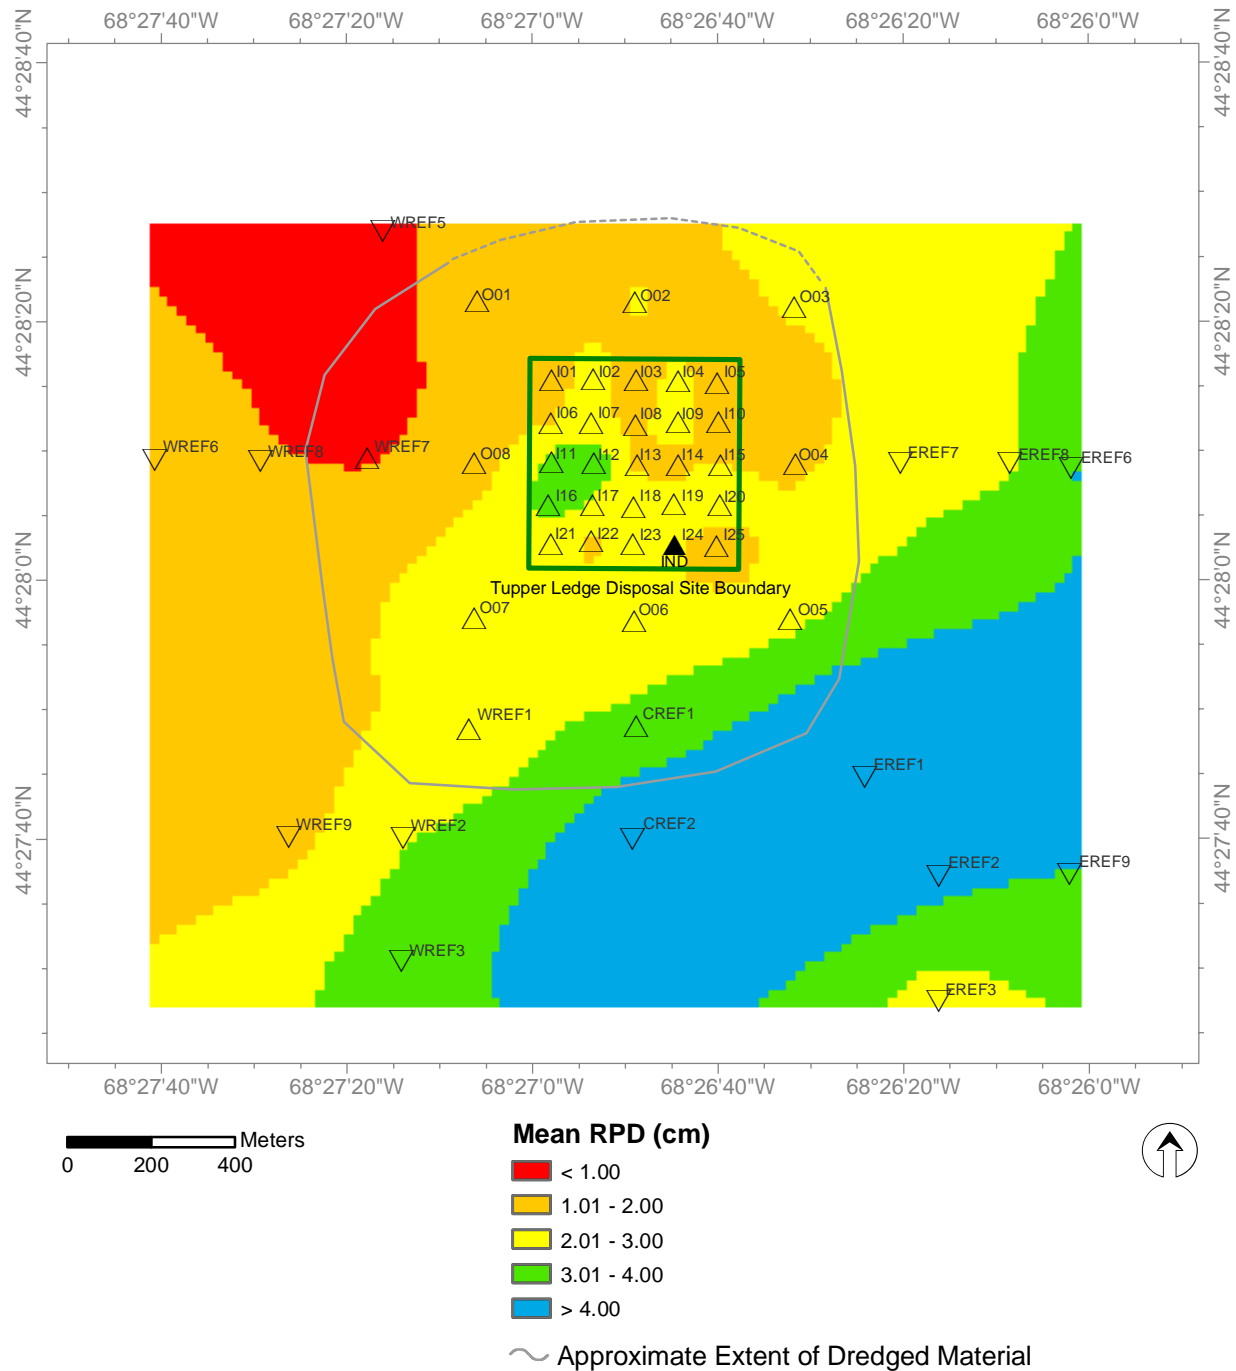 68°27'40"W 68°27'20"W 68°27'0"W 68°26'40"W 68°26'20"W 68°26'0"W
44°28'40"N 44°28'40"N
WREF5
O01 O02 O03
44°28'20"N 44°28'20"N
I01 I02 I03 I04 I05
I06 I07 I08 I09 I10
WREF6 WREF8 WREF7 O08 I11 I12 I13 I14 I15 O04 EREF7 EREF8 EREF6
I16 I17 I18 I19 I20
I21 I22 I23 I24 I25
IND
44°28'0"N 44°28'0"N
Tupper Ledge Disposal Site Boundary
O07 O06 O05
WREF1 CREF1
EREF1
WREF9 WREF2 CREF2
44°27'40"N 44°27'40"N
EREF2 EREF9
WREF3
EREF3
68°27'40"W 68°27'20"W 68°27'0"W 68°26'40"W 68°26'20"W 68°26'0"W
Meters
0 200 400
Mean RPD (cm)
< 1.00
1.01 - 2.00
2.01 - 3.00
3.01 - 4.00
> 4.00
Approximate Extent of Dredged Material